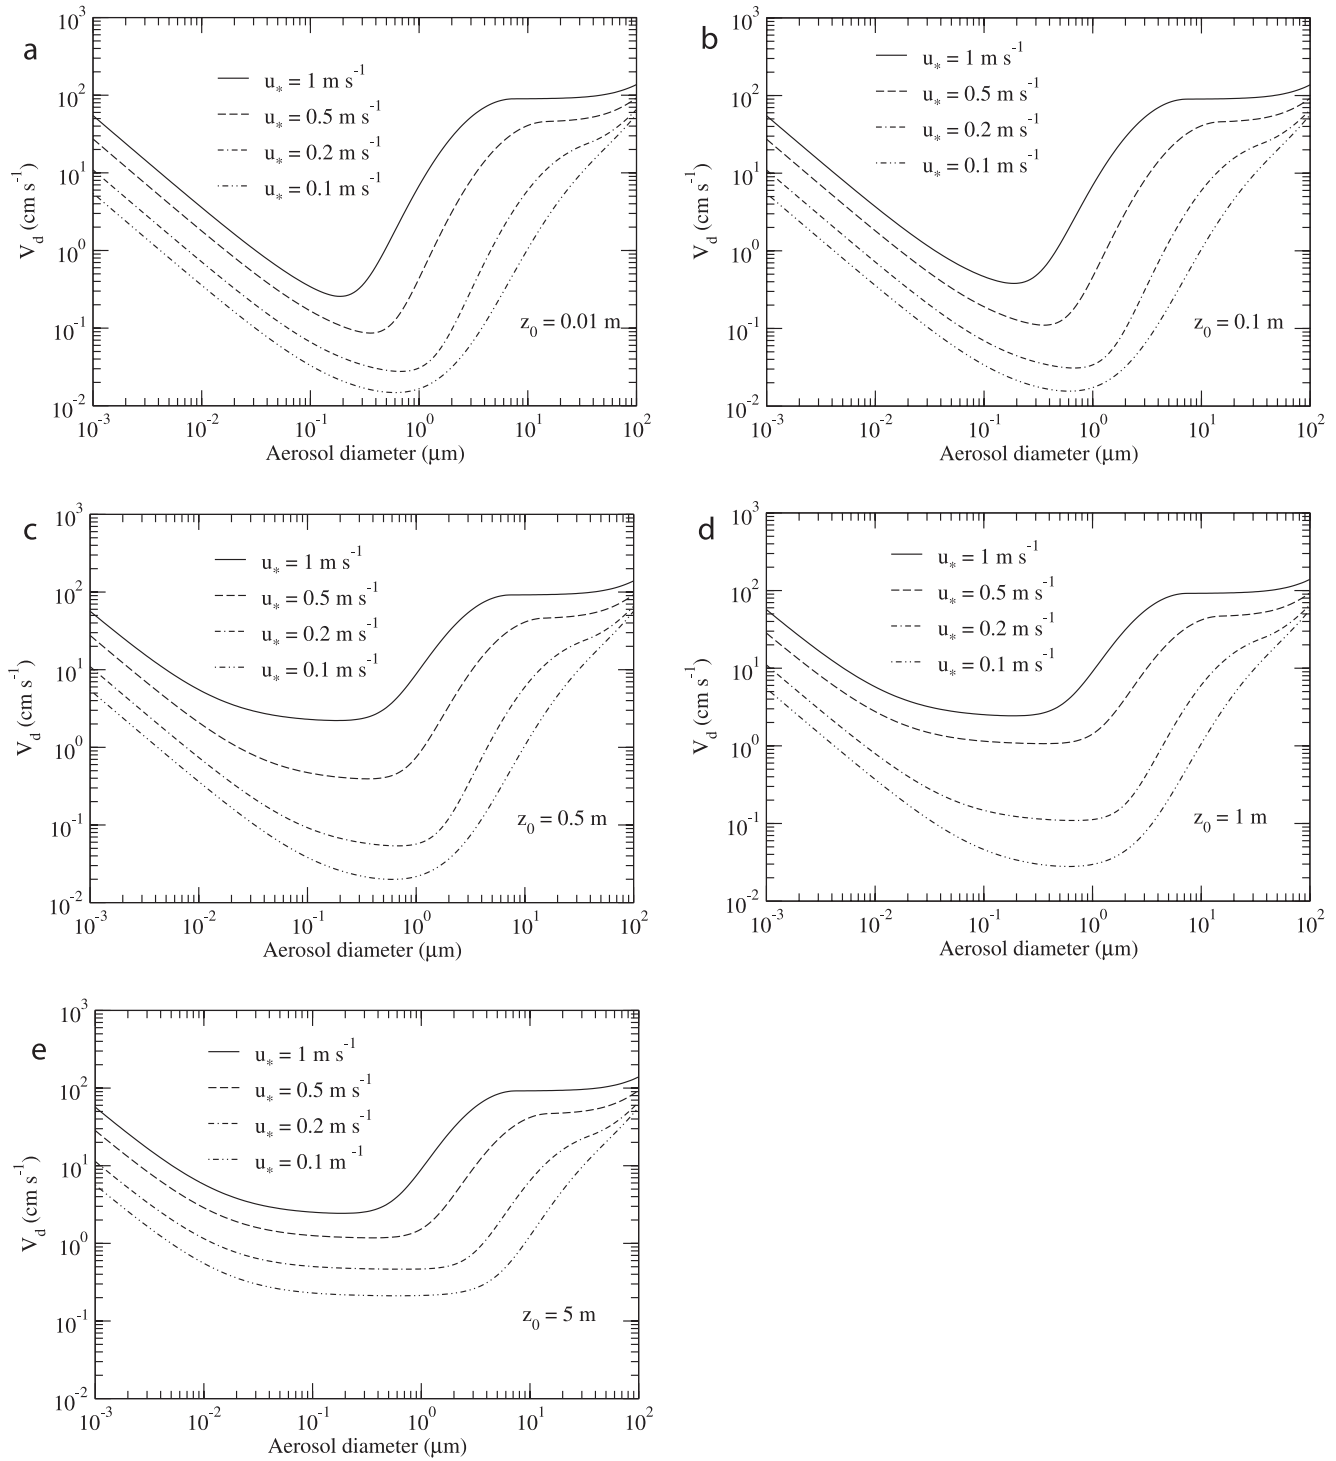 a
10^3
10^2
10^1
10^0
10^-1
10^-2
V_d (cm s^-1)
u_* = 1 m s^-1
u_* = 0.5 m s^-1
u_* = 0.2 m s^-1
u_* = 0.1 m s^-1
z_0 = 0.01 m
10^-3 10^-2 10^-1 10^0 10^1 10^2
Aerosol diameter (μm)
b
10^3
10^2
10^1
10^0
10^-1
10^-2
V_d (cm s^-1)
u_* = 1 m s^-1
u_* = 0.5 m s^-1
u_* = 0.2 m s^-1
u_* = 0.1 m s^-1
z_0 = 0.1 m
10^-3 10^-2 10^-1 10^0 10^1 10^2
Aerosol diameter (μm)
c
10^3
10^2
10^1
10^0
10^-1
10^-2
V_d (cm s^-1)
u_* = 1 m s^-1
u_* = 0.5 m s^-1
u_* = 0.2 m s^-1
u_* = 0.1 m s^-1
z_0 = 0.5 m
10^-3 10^-2 10^-1 10^0 10^1 10^2
Aerosol diameter (μm)
d
10^3
10^2
10^1
10^0
10^-1
10^-2
V_d (cm s^-1)
u_* = 1 m s^-1
u_* = 0.5 m s^-1
u_* = 0.2 m s^-1
u_* = 0.1 m s^-1
z_0 = 1 m
10^-3 10^-2 10^-1 10^0 10^1 10^2
Aerosol diameter (μm)
e
10^3
10^2
10^1
10^0
10^-1
10^-2
V_d (cm s^-1)
u_* = 1 m s^-1
u_* = 0.5 m s^-1
u_* = 0.2 m s^-1
u_* = 0.1 m^-1
z_0 = 5 m
10^-3 10^-2 10^-1 10^0 10^1 10^2
Aerosol diameter (μm)